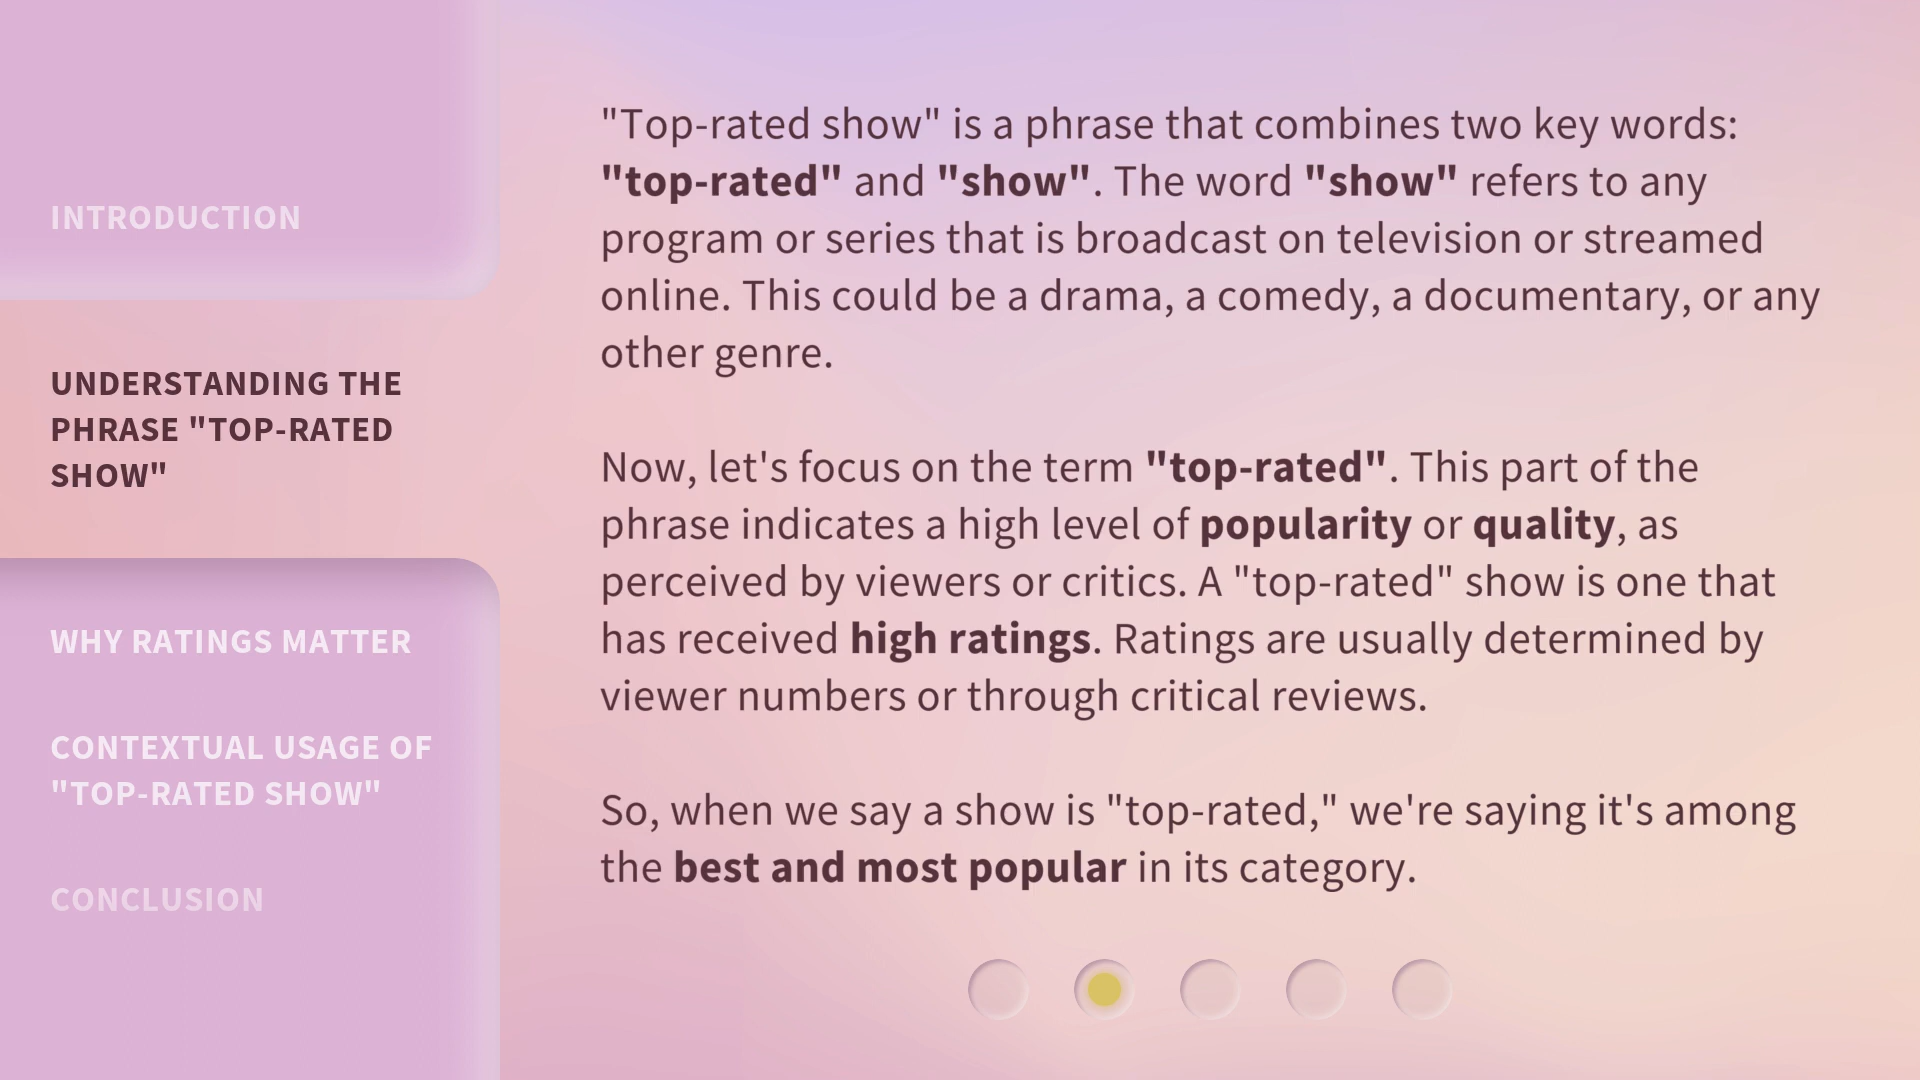 INTRODUCTION
UNDERSTANDING THE
PHRASE "TOP-RATED
SHOW"
WHY RATINGS MATTER
CONTEXTUAL USAGE OF
"TOP-RATED SHOW"
CONCLUSION
"Top-rated show" is a phrase that combines two key words:
"top-rated" and "show". The word "show" refers to any
program or series that is broadcast on television or streamed
online. This could be a drama, a comedy, a documentary, or any
other genre.
Now, let's focus on the term "top-rated". This part of the
phrase indicates a high level of popularity or quality, as
perceived by viewers or critics. A "top-rated" show is one that
has received high ratings. Ratings are usually determined by
viewer numbers or through critical reviews.
So, when we say a show is "top-rated," we're saying it's among
the best and most popular in its category.